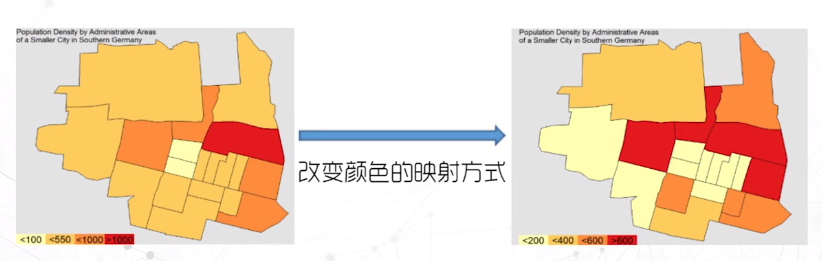 Population Density by Administrative Areas
of a Smaller City in Southern Germany
<100 <550 <1000 >1000
改变颜色的映射方式
Population Density by Administrative Areas
of a Smaller City in Southern Germany
<200 <400 <600 >600